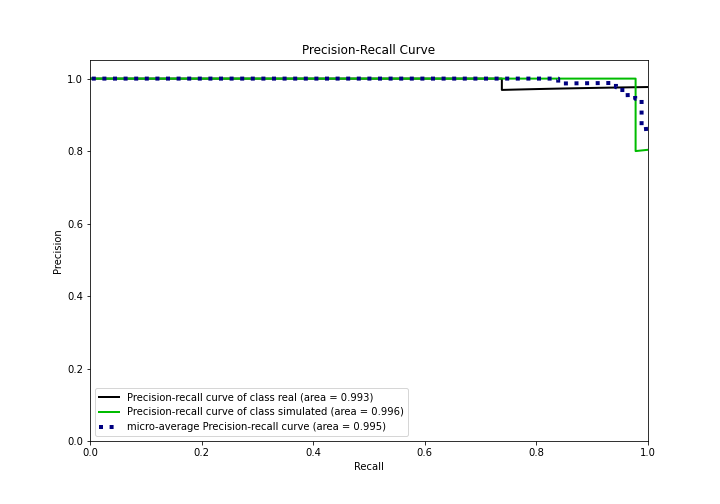 Precision-Recall Curve
1.0
0.8
0.6
0.4
0.2
0.0
Precision
Precision-recall curve of class real (area = 0.993)
Precision-recall curve of class simulated (area = 0.996)
micro-average Precision-recall curve (area = 0.995)
0.0 0.2 0.4 0.6 0.8 1.0
Recall